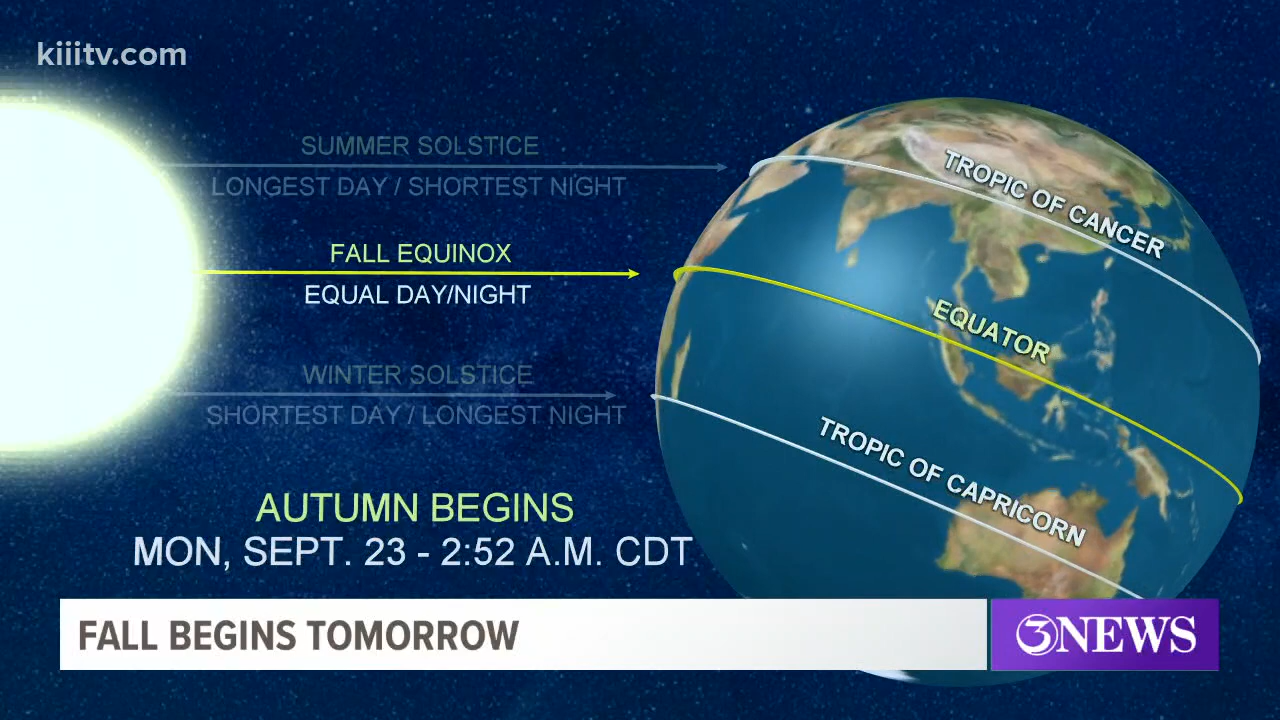 kiiitv.com
SUMMER SOLSTICE
LONGEST DAY / SHORTEST NIGHT
FALL EQUINOX
EQUAL DAY/NIGHT
WINTER SOLSTICE
SHORTEST DAY / LONGEST NIGHT
TROPIC OF CANCER
EQUATOR
TROPIC OF CAPRICORN
AUTUMN BEGINS
MON, SEPT. 23 - 2:52 A.M. CDT
FALL BEGINS TOMORROW
3NEWS